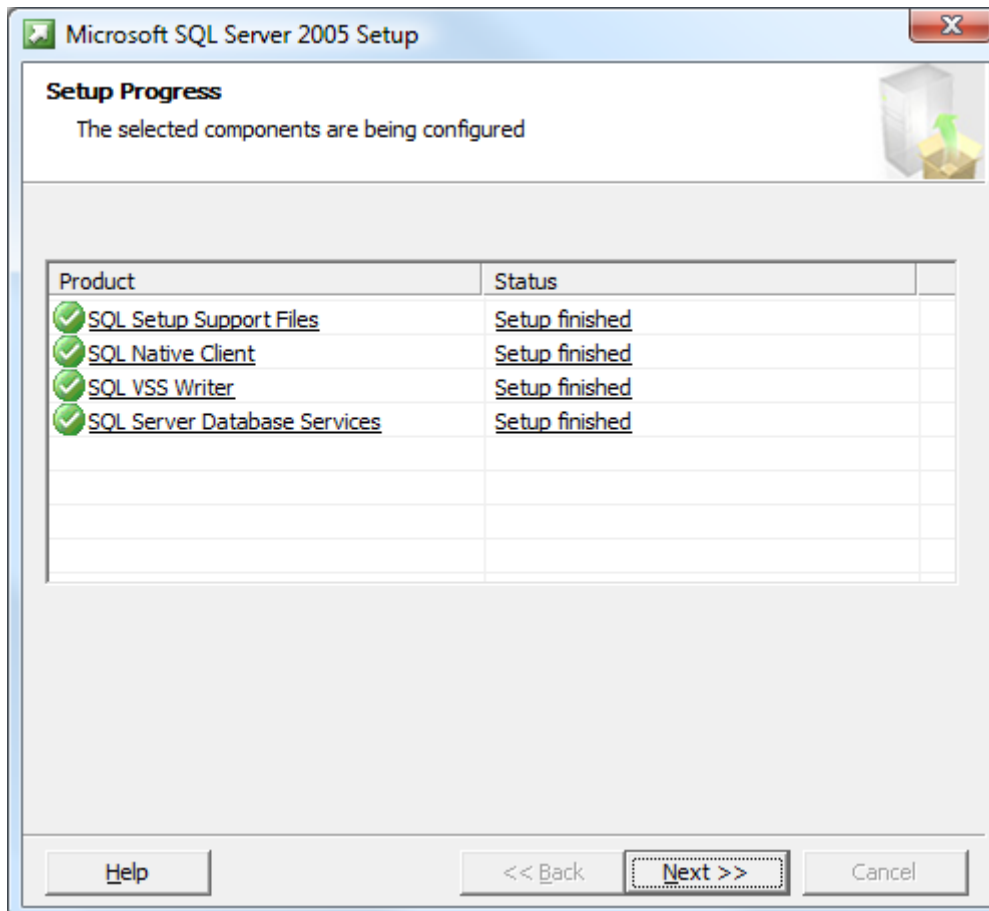 Microsoft SQL Server 2005 Setup
X
Setup Progress
The selected components are being configured
Product Status
SQL Setup Support Files Setup finished
SQL Native Client Setup finished
SQL VSS Writer Setup finished
SQL Server Database Services Setup finished
Help << Back Next >> Cancel